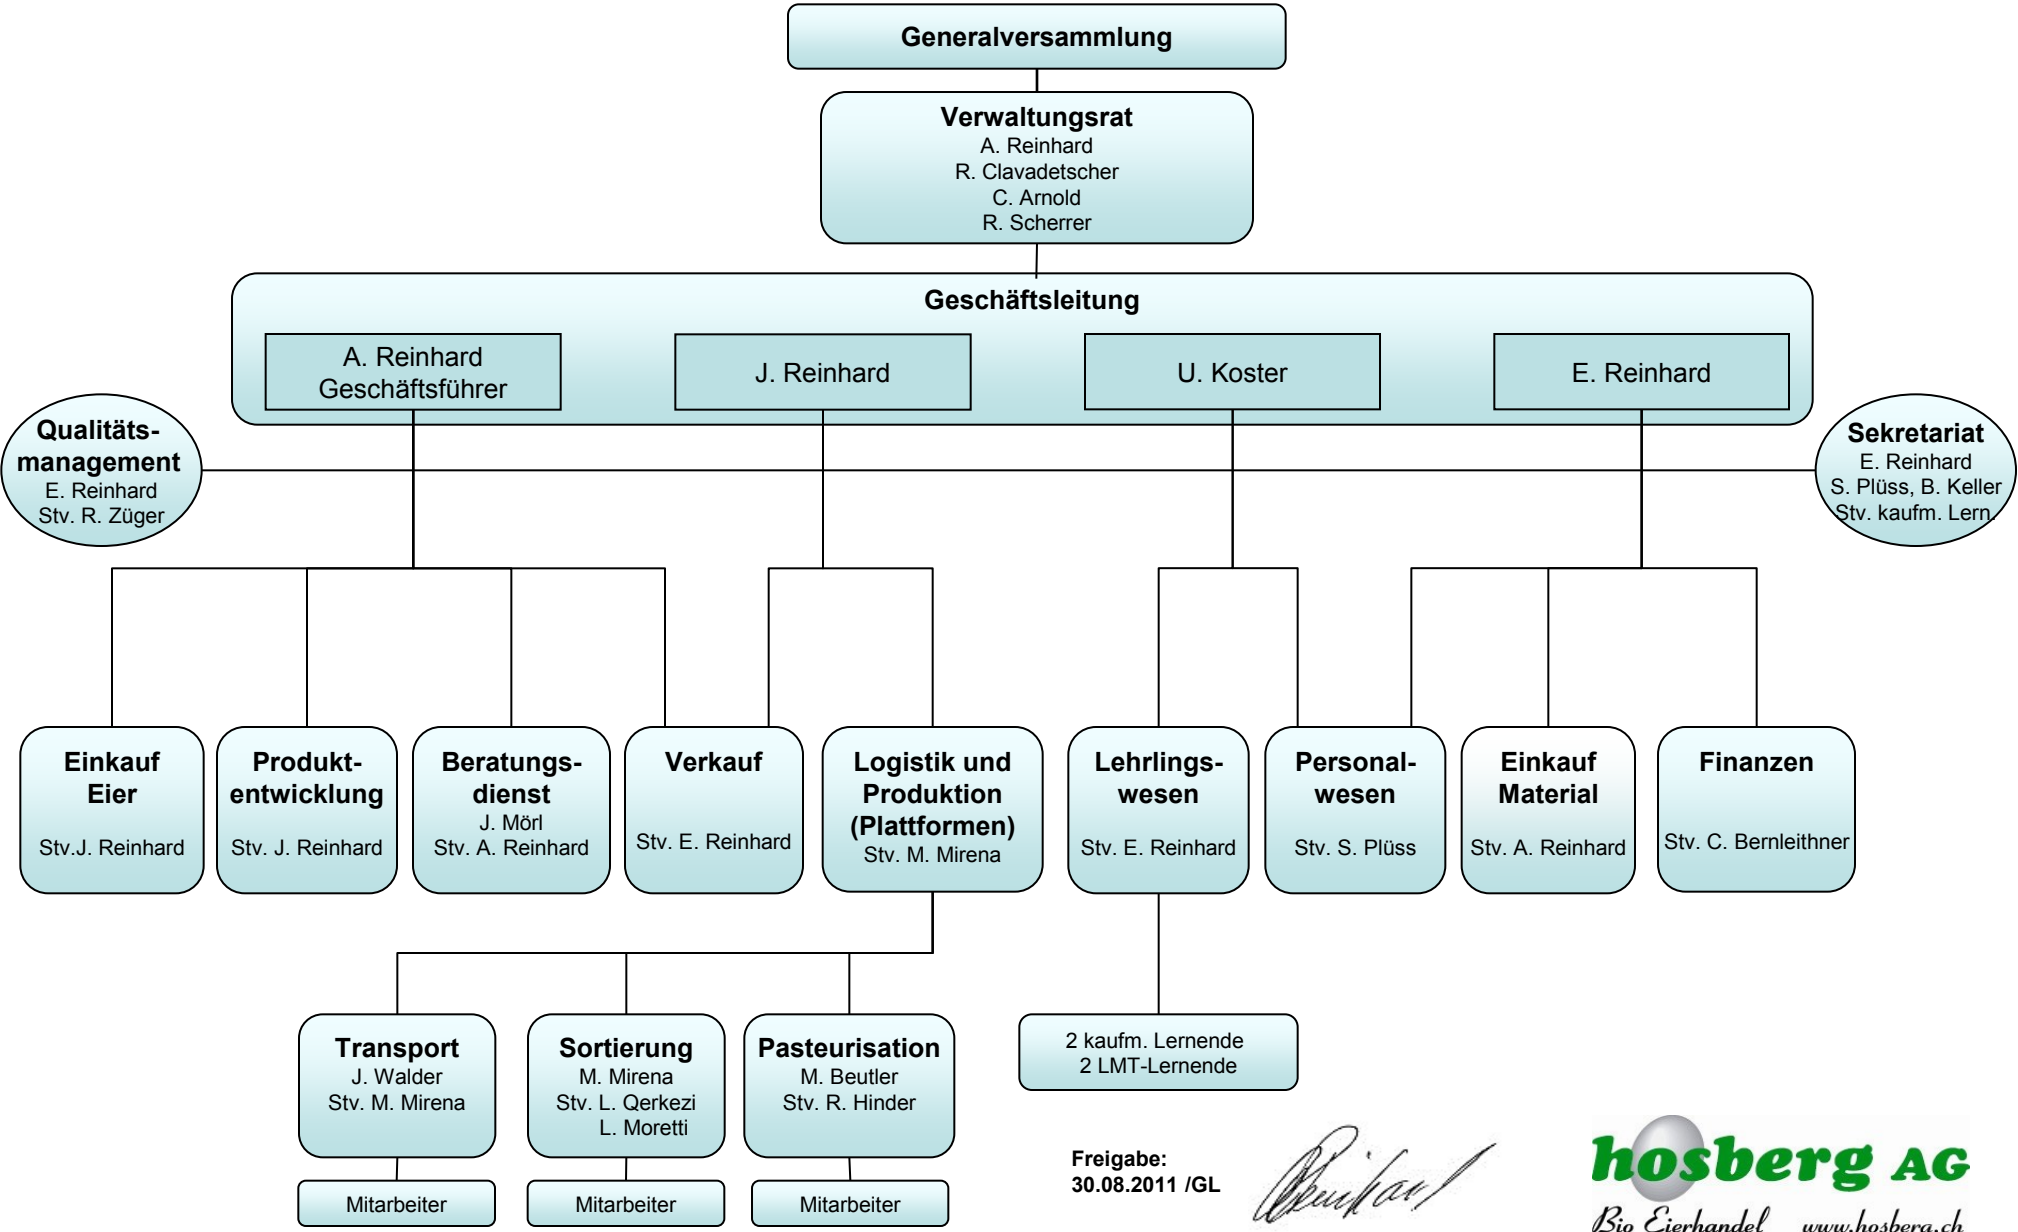 Generalversammlung
Verwaltungsrat
A. Reinhard
R. Clavadetscher
C. Arnold
R. Scherrer
Geschäftsleitung
A. Reinhard
Geschäftsführer
J. Reinhard
U. Koster
E. Reinhard
Qualitäts-
management
E. Reinhard
Stv. R. Züger
Sekretariat
E. Reinhard
S. Plüss, B. Keller
Stv. kaufm. Lern.
Einkauf
Eier
Stv.J. Reinhard
Produkt-
entwicklung
Stv. J. Reinhard
Beratungs-
dienst
J. Mörl
Stv. A. Reinhard
Verkauf
Stv. E. Reinhard
Logistik und
Produktion
(Plattformen)
Stv. M. Mirena
Lehrlings-
wesen
Stv. E. Reinhard
Personal-
wesen
Stv. S. Plüss
Einkauf
Material
Stv. A. Reinhard
Finanzen
Stv. C. Bernleithner
Transport
J. Walder
Stv. M. Mirena
Sortierung
M. Mirena
Stv. L. Qerkezi
L. Moretti
Pasteurisation
M. Beutler
Stv. R. Hinder
2 kaufm. Lernende
2 LMT-Lernende
Mitarbeiter
Mitarbeiter
Mitarbeiter
Freigabe:
30.08.2011 /GL
hosberg AG
Bio Eierhandel www.hosberg.ch